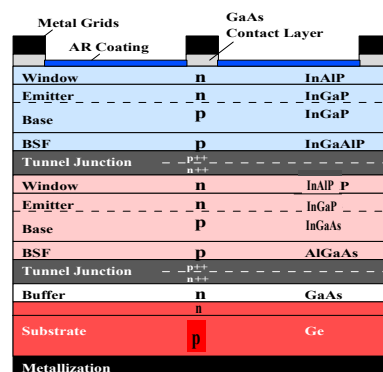 Metal Grids
GaAs
Contact Layer
AR Coating
Window n InAlP
Emitter n InGaP
Base p InGaP
BSF p InGaAlP
Tunnel Junction p++
n++
Window n InAlP P
Emitter n InGaP
Base p InGaAs
BSF p AlGaAs
Tunnel Junction p++
n++
Buffer n GaAs
n
Substrate p Ge
Metallization